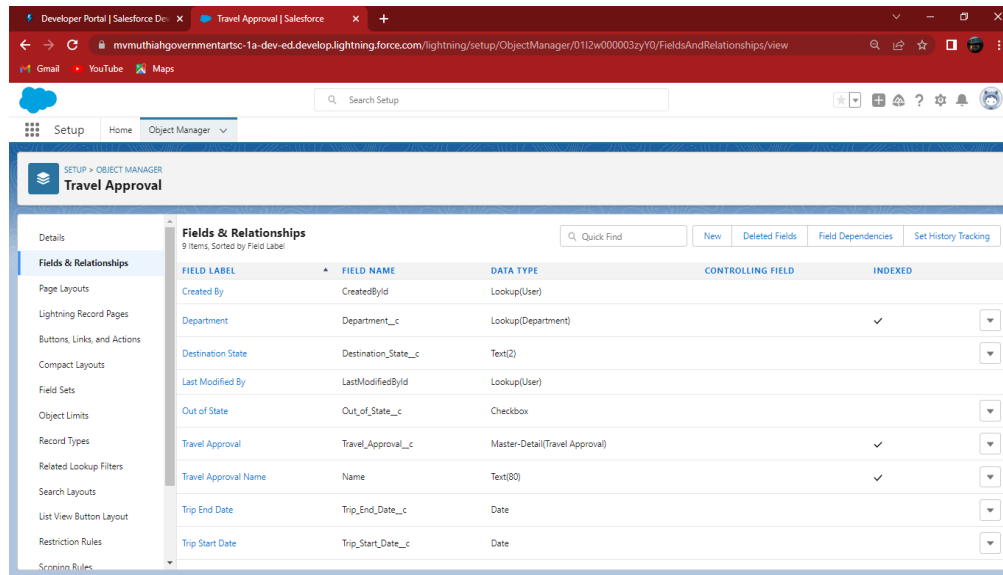 Developer Portal | Salesforce Dev
Travel Approval | Salesforce
mvmuthiahgovernmentartsc-1a-dev-ed.develop.lightning.force.com/lightning/setup/ObjectManager/01I2w000003zyY0/FieldsAndRelationships/view
Gmail YouTube Maps
Search Setup
Setup Home Object Manager
SETUP > OBJECT MANAGER
Travel Approval
Details
Fields & Relationships
Page Layouts
Lightning Record Pages
Buttons, Links, and Actions
Compact Layouts
Field Sets
Object Limits
Record Types
Related Lookup Filters
Search Layouts
List View Button Layout
Restriction Rules
Scoping Rules
Fields & Relationships
9 Items, Sorted by Field Label
Quick Find New Deleted Fields Field Dependencies Set History Tracking
FIELD LABEL FIELD NAME DATA TYPE CONTROLLING FIELD INDEXED
Created By CreatedById Lookup(User)
Department Department__c Lookup(Department)
Destination State Destination_State__c Text(2)
Last Modified By LastModifiedById Lookup(User)
Out of State Out_of_State__c Checkbox
Travel Approval Travel_Approval__c Master-Detail(Travel Approval)
Travel Approval Name Name Text(80)
Trip End Date Trip_End_Date__c Date
Trip Start Date Trip_Start_Date__c Date